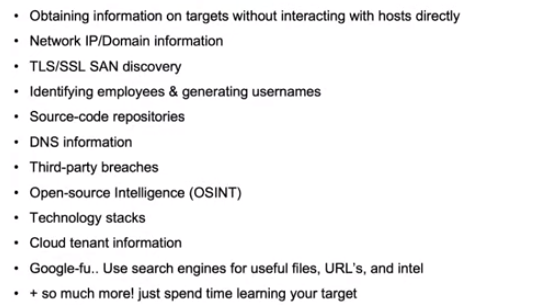 • Obtaining information on targets without interacting with hosts directly
• Network IP/Domain information
• TLS/SSL SAN discovery
• Identifying employees & generating usernames
• Source-code repositories
• DNS information
• Third-party breaches
• Open-source Intelligence (OSINT)
• Technology stacks
• Cloud tenant information
• Google-fu.. Use search engines for useful files, URL's, and intel
• + so much more! just spend time learning your target